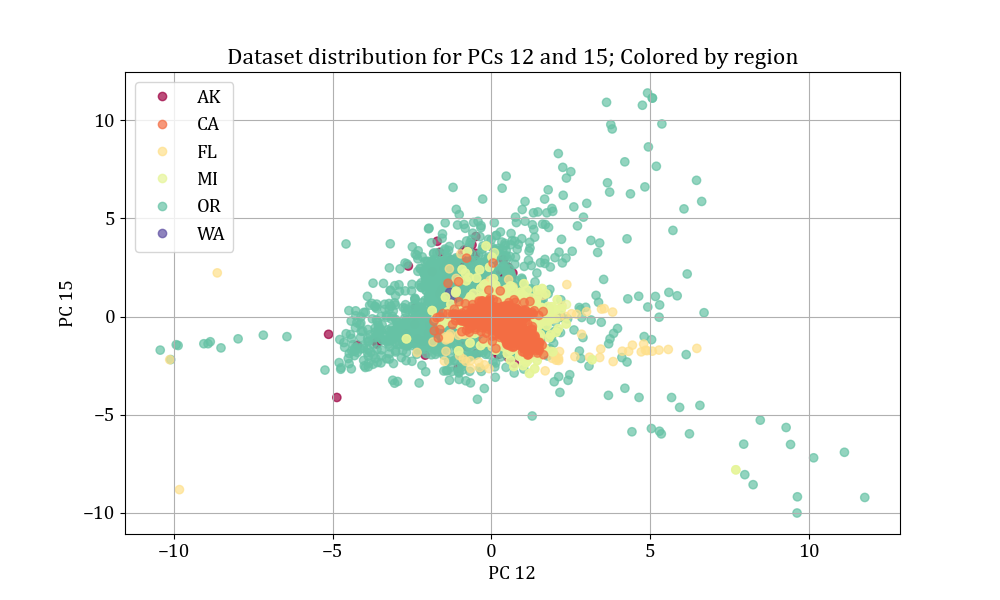 Dataset distribution for PCs 12 and 15; Colored by region
AK
CA
FL
MI
OR
WA
10
5
0
−5
−10
PC 15
−10
−5
0
5
10
PC 12